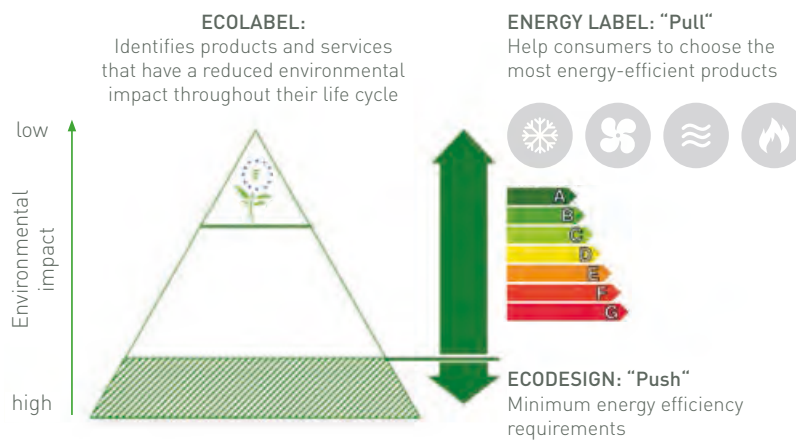 ECOLABEL:
Identifies products and services
that have a reduced environmental
impact throughout their life cycle
ENERGY LABEL: “Pull“
Help consumers to choose the
most energy-efficient products
low
Environmental
impact
high
A
B
C
D
E
F
G
ECODESIGN: “Push“
Minimum energy efficiency
requirements